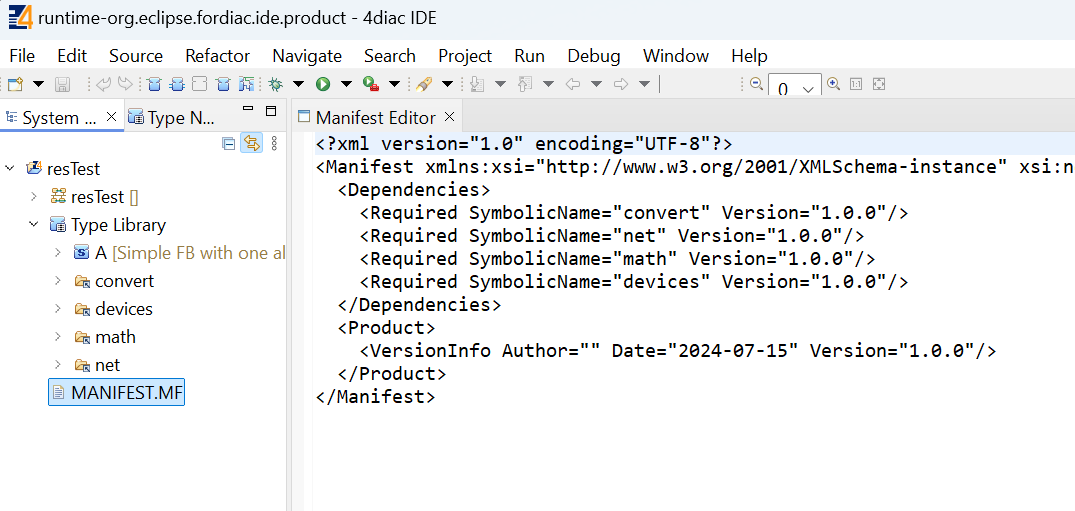 runtime-org.eclipse.fordiac.ide.product - 4diac IDE
File Edit Source Refactor Navigate Search Project Run Debug Window Help
0
System ... Type N...
Manifest Editor
resTest
resTest []
Type Library
A [Simple FB with one al
convert
devices
math
net
MANIFEST.MF
<?xml version="1.0" encoding="UTF-8"?>
<Manifest xmlns:xsi="http://www.w3.org/2001/XMLSchema-instance" xsi:n
<Dependencies>
<Required SymbolicName="convert" Version="1.0.0"/>
<Required SymbolicName="net" Version="1.0.0"/>
<Required SymbolicName="math" Version="1.0.0"/>
<Required SymbolicName="devices" Version="1.0.0"/>
</Dependencies>
<Product>
<VersionInfo Author="" Date="2024-07-15" Version="1.0.0"/>
</Product>
</Manifest>